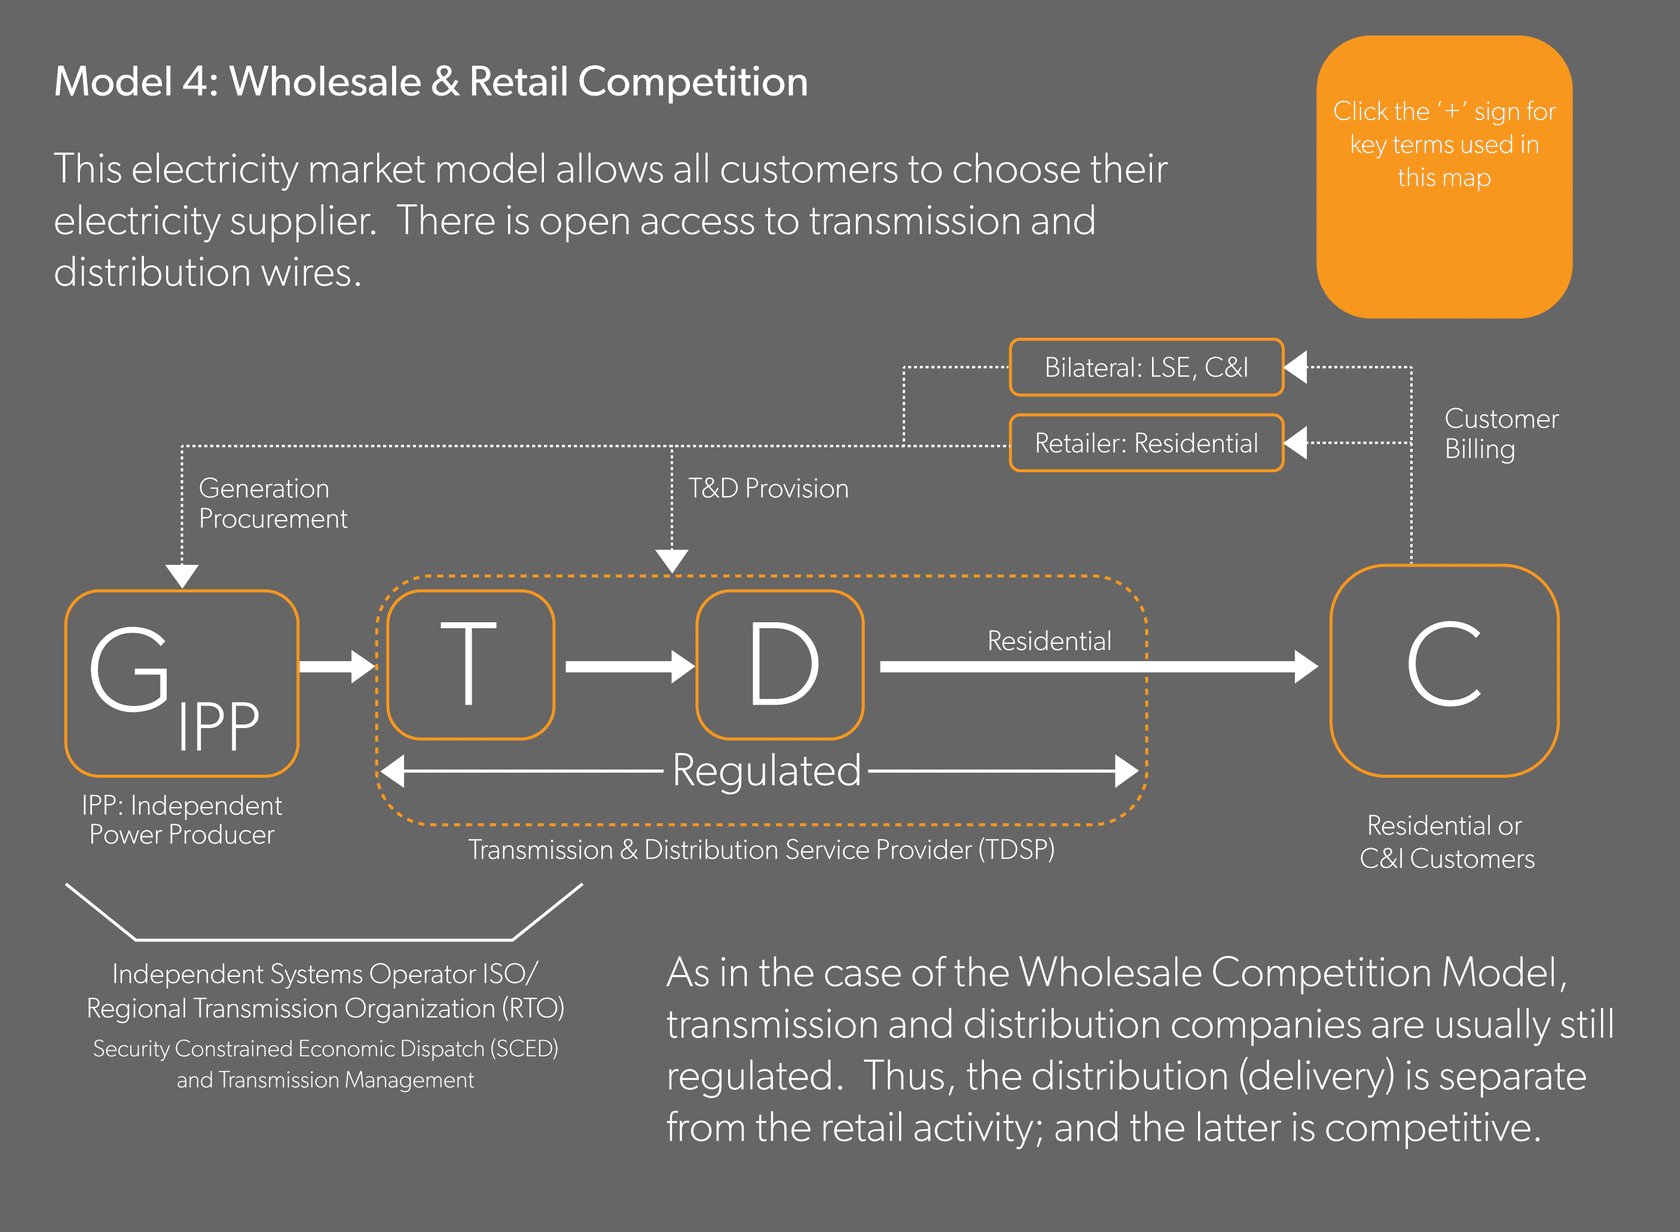 Model 4: Wholesale & Retail Competition
This electricity market model allows all customers to choose their
electricity supplier.  There is open access to transmission and
distribution wires.
Click the ‘+’ sign for
key terms used in
this map
Bilateral: LSE, C&I
Retailer: Residential
Customer
Billing
Generation
Procurement
T&D Provision
G IPP
T
D
Residential
C
Regulated
IPP: Independent
Power Producer
Transmission & Distribution Service Provider (TDSP)
Residential or
C&I Customers
Independent Systems Operator ISO/
Regional Transmission Organization (RTO)
Security Constrained Economic Dispatch (SCED)
and Transmission Management
As in the case of the Wholesale Competition Model,
transmission and distribution companies are usually still
regulated.  Thus, the distribution (delivery) is separate
from the retail activity; and the latter is competitive.